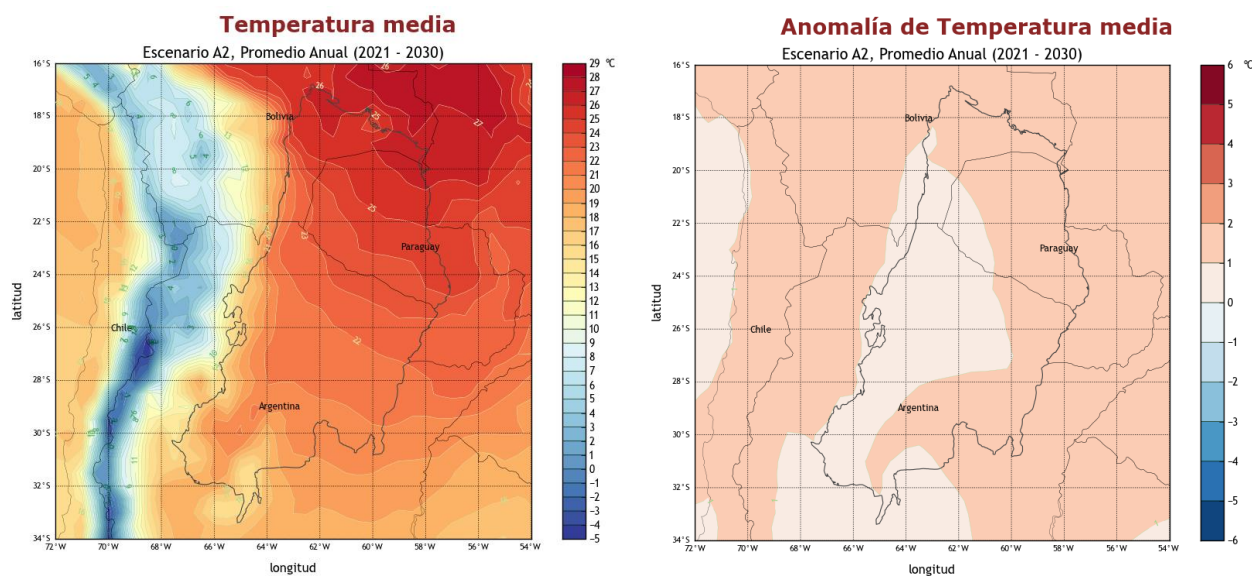 Temperatura media
Escenario A2, Promedio Anual (2021 - 2030)
16°S
18°S
20°S
22°S
24°S
26°S
28°S
30°S
32°S
34°S
latitud
72°W
70°W
68°W
66°W
64°W
62°W
60°W
58°W
56°W
54°W
longitud
Bolivia
Paraguay
Chile
Argentina
26
26
27
25
23
22
29 °C
28
27
26
25
24
23
22
21
20
19
18
17
16
15
14
13
12
11
10
9
8
7
6
5
4
3
2
1
0
−1
−2
−3
−4
−5
Anomalía de Temperatura media
Escenario A2, Promedio Anual (2021 - 2030)
16°S
18°S
20°S
22°S
24°S
26°S
28°S
30°S
32°S
34°S
latitud
72°W
70°W
68°W
66°W
64°W
62°W
60°W
58°W
56°W
54°W
longitud
Bolivia
Paraguay
Chile
Argentina
6 °C
5
4
3
2
1
0
−1
−2
−3
−4
−5
−6